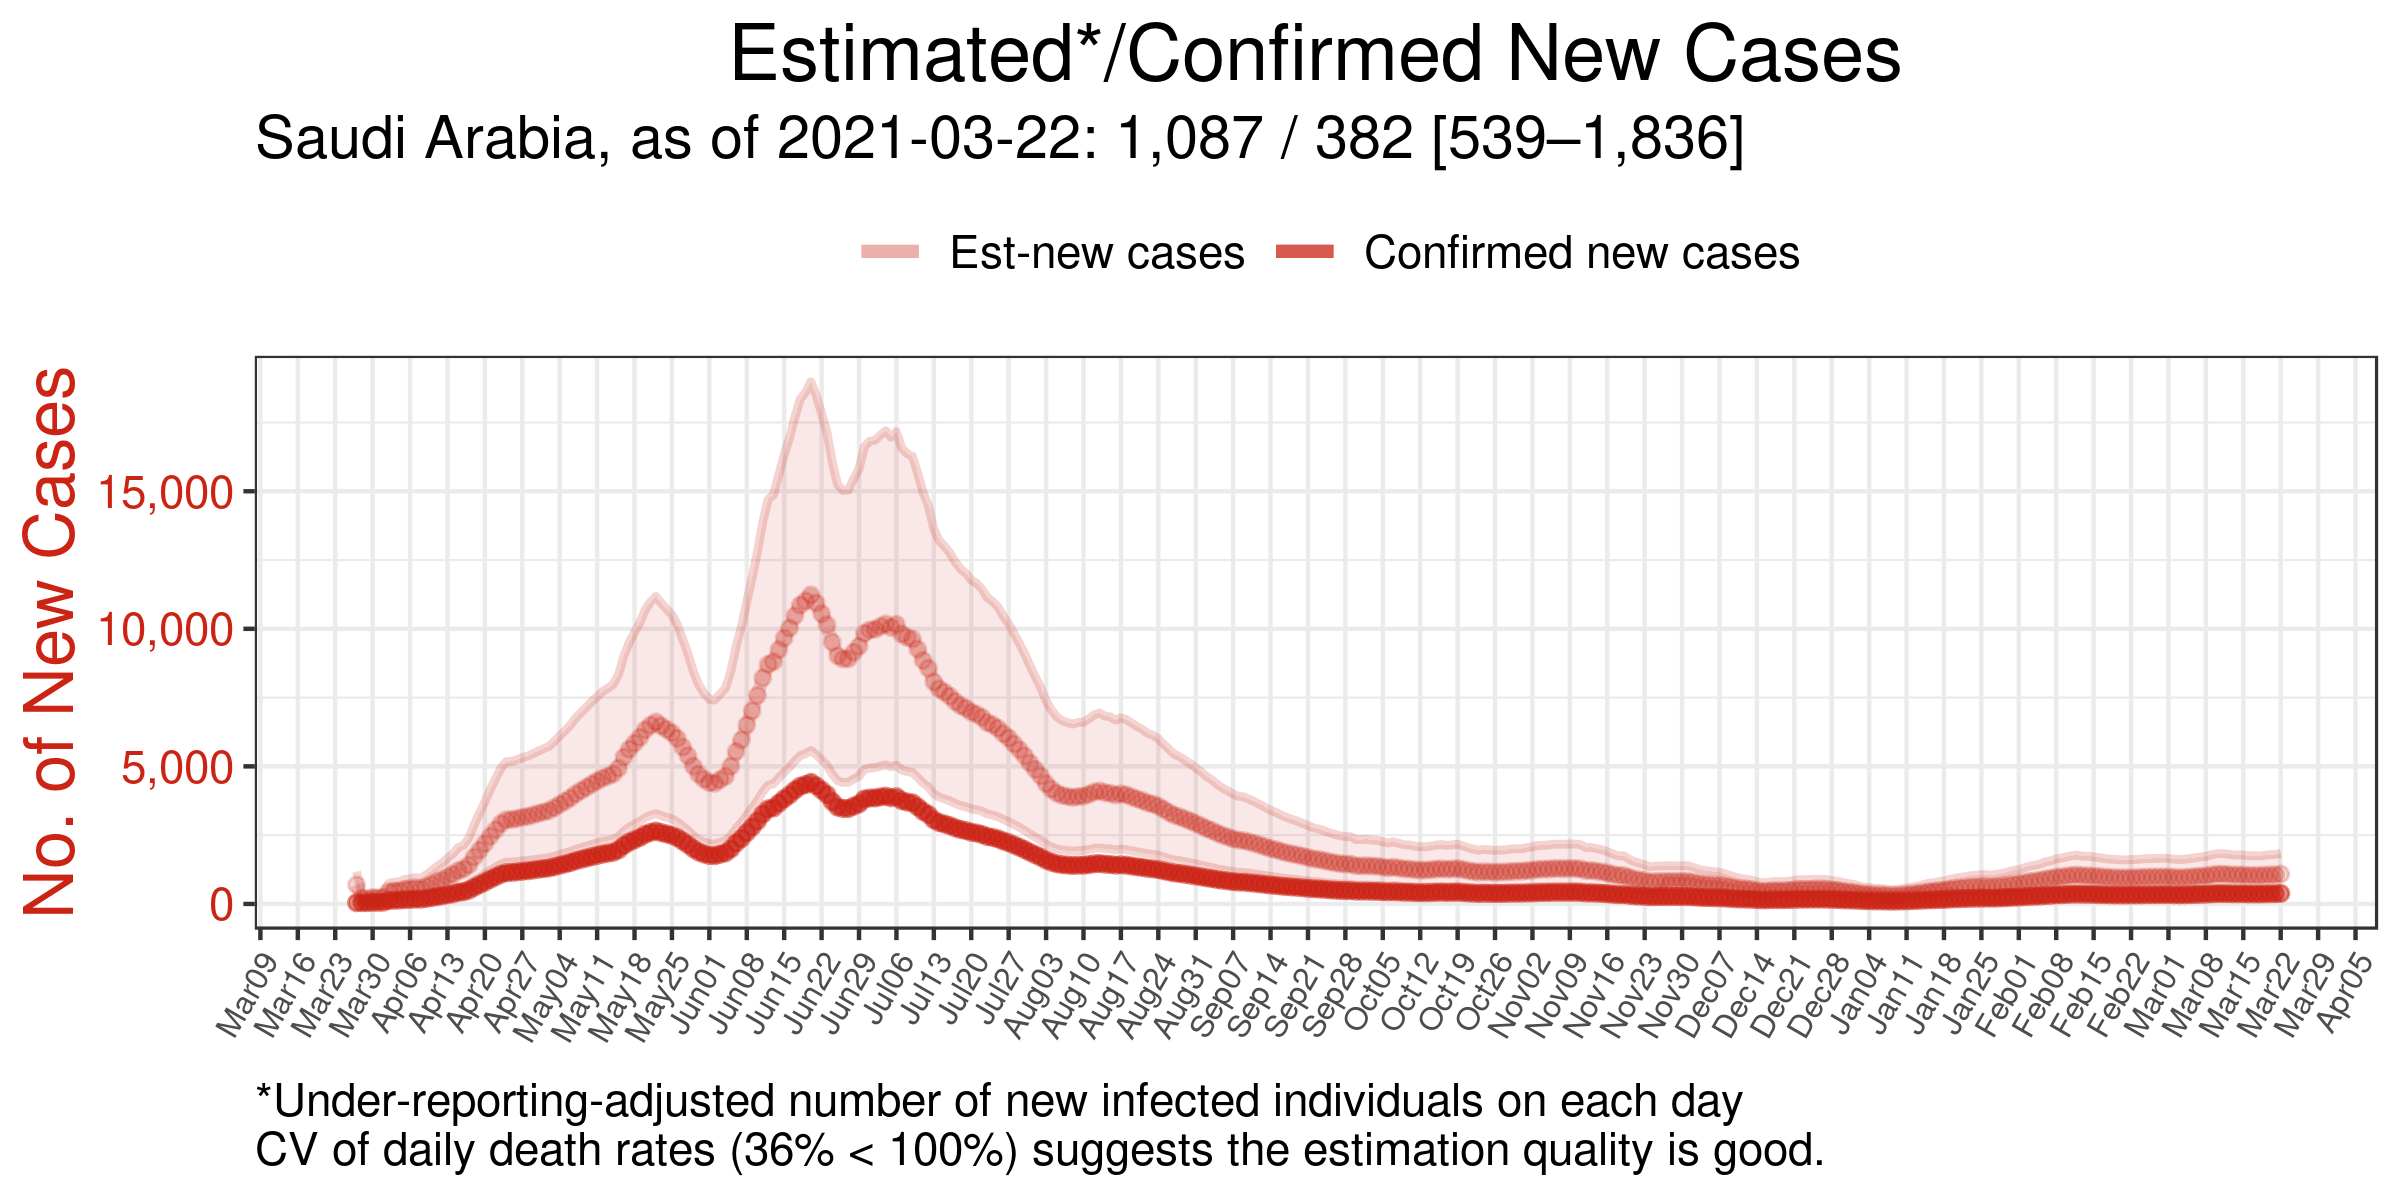 Estimated*/Confirmed New Cases
Saudi Arabia, as of 2021-03-22: 1,087 / 382 [539–1,836]
Est-new cases
Confirmed new cases
No. of New Cases
15,000
10,000
5,000
0
Mar09
Mar16
Mar23
Mar30
Apr06
Apr13
Apr20
Apr27
May04
May11
May18
May25
Jun01
Jun08
Jun15
Jun22
Jun29
Jul06
Jul13
Jul20
Jul27
Aug03
Aug10
Aug17
Aug24
Aug31
Sep07
Sep14
Sep21
Sep28
Oct05
Oct12
Oct19
Oct26
Nov02
Nov09
Nov16
Nov23
Nov30
Dec07
Dec14
Dec21
Dec28
Jan04
Jan11
Jan18
Jan25
Feb01
Feb08
Feb15
Feb22
Mar01
Mar08
Mar15
Mar22
Mar29
Apr05
*Under-reporting-adjusted number of new infected individuals on each day
CV of daily death rates (36% < 100%) suggests the estimation quality is good.